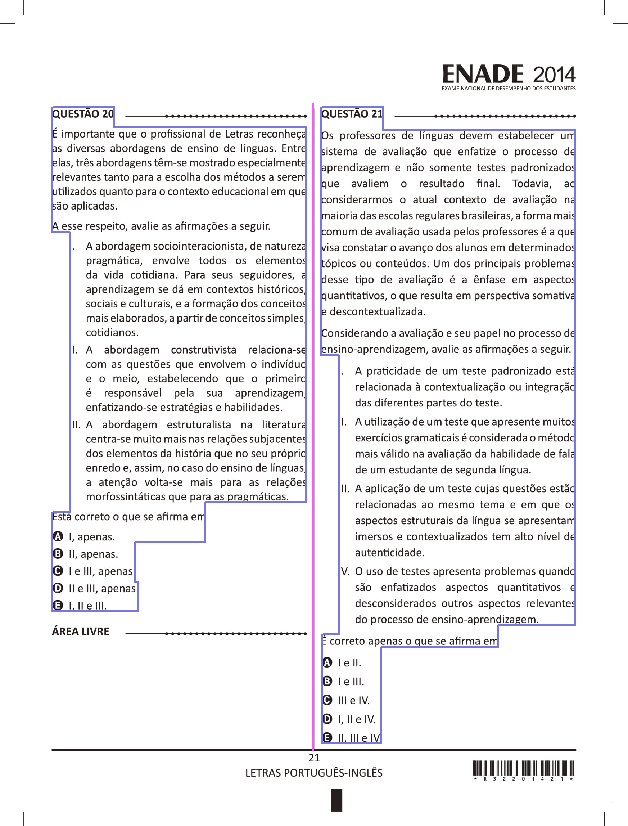 ENADE 2014
EXAME NACIONAL DE DESEMPENHO DOS ESTUDANTES
QUESTÃO 20
É importante que o profissional de Letras reconheça
as diversas abordagens de ensino de línguas. Entre
elas, três abordagens têm-se mostrado especialmente
relevantes tanto para a escolha dos métodos a serem
utilizados quanto para o contexto educacional em que
são aplicadas.
A esse respeito, avalie as afirmações a seguir.
I. A abordagem sociointeracionista, de natureza
pragmática, envolve todos os elementos
da vida cotidiana. Para seus seguidores, a
aprendizagem se dá em contextos históricos,
sociais e culturais, e a formação dos conceitos
mais elaborados, a partir de conceitos simples,
cotidianos.
II. A abordagem construtivista relaciona-se
com as questões que envolvem o indivíduo
e o meio, estabelecendo que o primeiro
é responsável pela sua aprendizagem,
enfatizando-se estratégias e habilidades.
III. A abordagem estruturalista na literatura
centra-se muito mais nas relações subjacentes
dos elementos da história que no seu próprio
enredo e, assim, no caso do ensino de línguas,
a atenção volta-se mais para as relações
morfossintáticas que para as pragmáticas.
Está correto o que se afirma em
A I, apenas.
B II, apenas.
C I e III, apenas
D II e III, apenas
E I, II e III.
ÁREA LIVRE
QUESTÃO 21
Os professores de línguas devem estabelecer um
sistema de avaliação que enfatize o processo de
aprendizagem e não somente testes padronizados
que avaliem o resultado final. Todavia, ao
considerarmos o atual contexto de avaliação na
maioria das escolas regulares brasileiras, a forma mais
comum de avaliação usada pelos professores é a que
visa constatar o avanço dos alunos em determinados
tópicos ou conteúdos. Um dos principais problemas
desse tipo de avaliação é a ênfase em aspectos
quantitativos, o que resulta em perspectiva somativa
e descontextualizada.
Considerando a avaliação e seu papel no processo de
ensino-aprendizagem, avalie as afirmações a seguir.
I. A praticidade de um teste padronizado está
relacionada à contextualização ou integração
das diferentes partes do teste.
II. A utilização de um teste que apresente muitos
exercícios gramaticais é considerada o método
mais válido na avaliação da habilidade de fala
de um estudante de segunda língua.
III. A aplicação de um teste cujas questões estão
relacionadas ao mesmo tema e em que os
aspectos estruturais da língua se apresentam
imersos e contextualizados tem alto nível de
autenticidade.
IV. O uso de testes apresenta problemas quando
são enfatizados aspectos quantitativos e
desconsiderados outros aspectos relevantes
do processo de ensino-aprendizagem.
É correto apenas o que se afirma em
A I e II.
B I e III.
C III e IV.
D I, II e IV.
E II, III e IV
21
LETRAS PORTUGUÊS-INGLÊS
*R3220142 1*